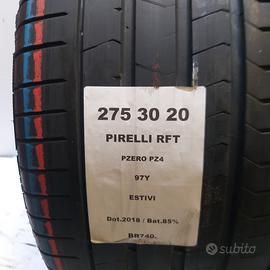 275 30 20
PIRELLI RFT
PZERO PZ4
97Y
ESTIVI
Dot.2018 / Bat.85%
BR740.
subito